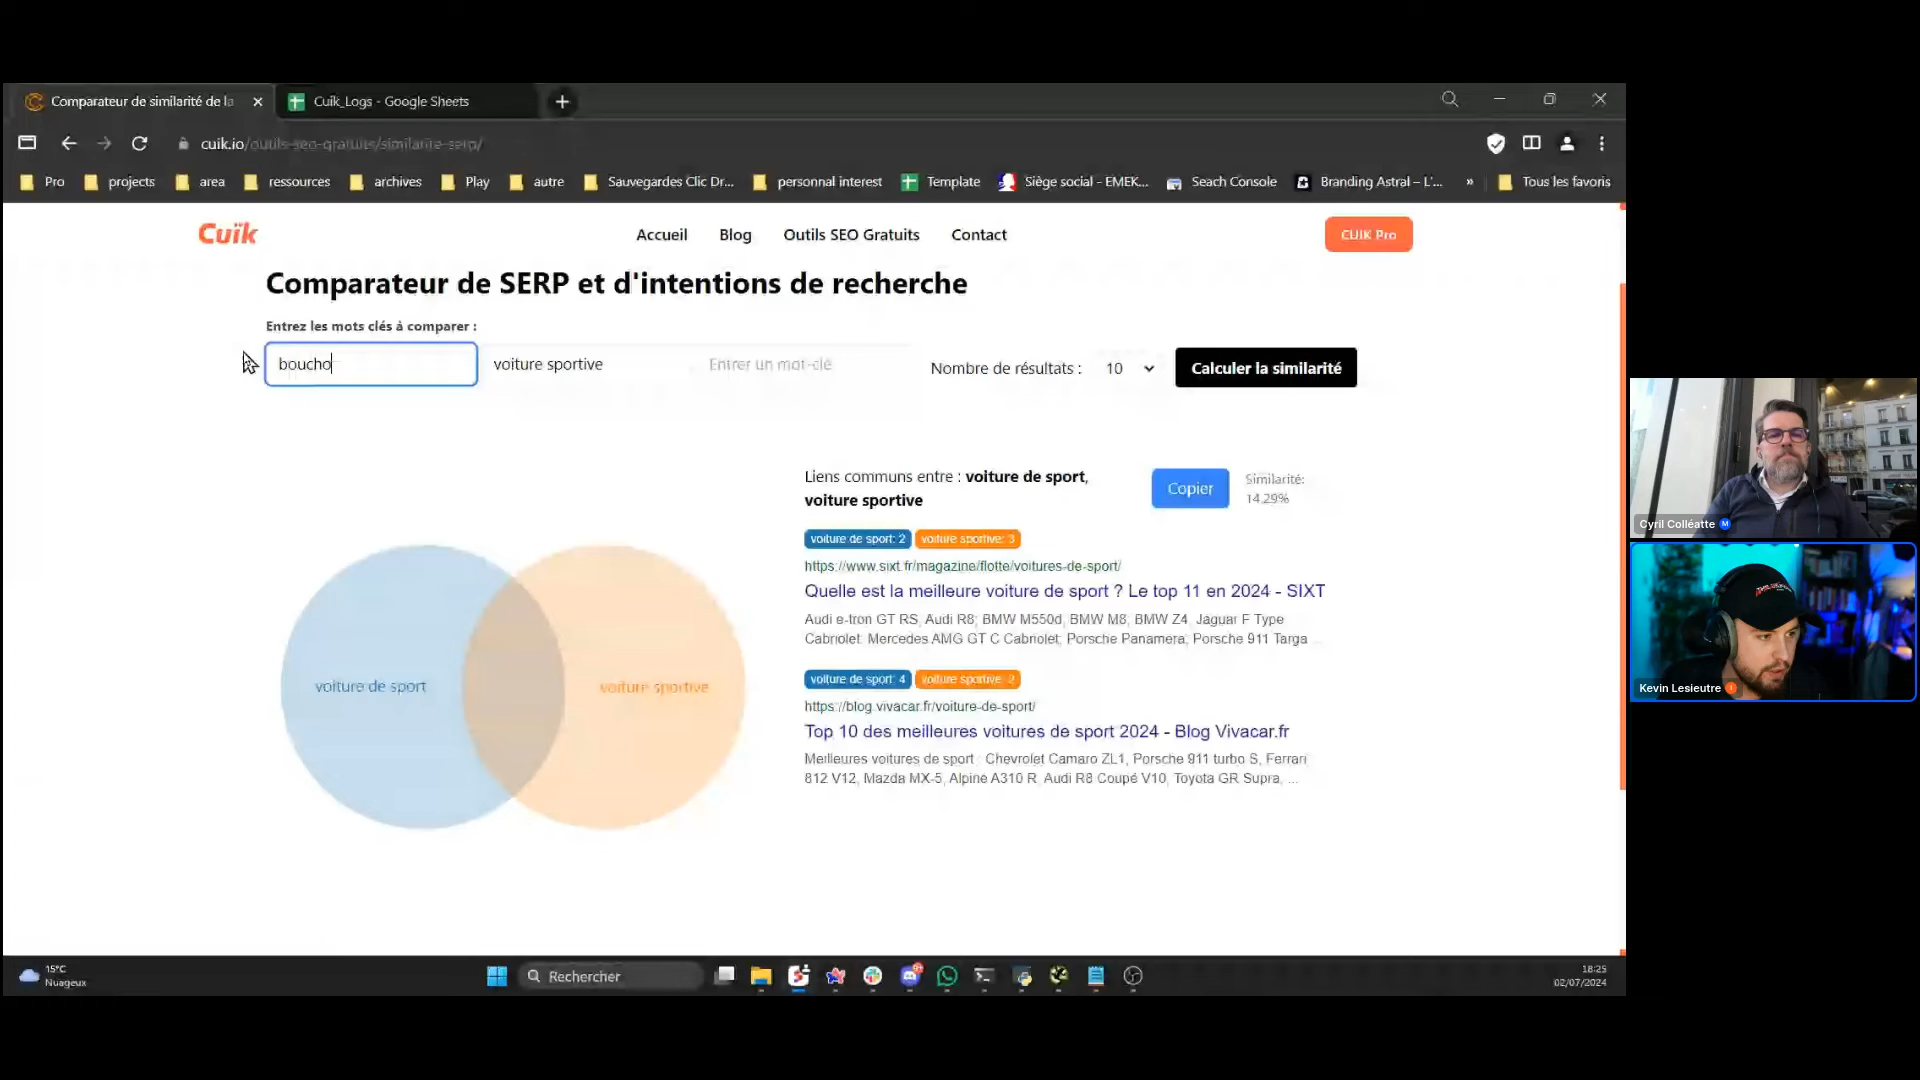 Comparateur de similarité de la
Cuik_Logs - Google Sheets
cuik.io/outils-seo-gratuits/similarite-serp/
Pro
projects
area
ressources
archives
Play
autre
Sauvegardes Clic Dr...
personnal interest
Template
Siège social - EMEK...
Seach Console
Branding Astral – L'...
»
Tous les favoris
Cuïk
Accueil
Blog
Outils SEO Gratuits
Contact
CUIK Pro
Comparateur de SERP et d'intentions de recherche
Entrez les mots clés à comparer :
boucho
voiture sportive
Entrer un mot-clé
Nombre de résultats :
10
Calculer la similarité
Liens communs entre : voiture de sport,
voiture sportive
Copier
Similarité:
14.29%
voiture de sport: 2
voiture sportive: 3
https://www.sixt.fr/magazine/flotte/voitures-de-sport/
Quelle est la meilleure voiture de sport ? Le top 11 en 2024 - SIXT
Audi e-tron GT RS, Audi R8; BMW M550d, BMW M8, BMW Z4, Jaguar F Type
Cabriolet. Mercedes AMG GT C Cabriolet, Porsche Panamera; Porsche 911 Targa ...
voiture de sport: 4
voiture sportive: 2
https://blog.vivacar.fr/voiture-de-sport/
Top 10 des meilleures voitures de sport 2024 - Blog Vivacar.fr
Meilleures voitures de sport : Chevrolet Camaro ZL1, Porsche 911 turbo S, Ferrari
812 V12, Mazda MX-5, Alpine A310 R, Audi R8 Coupé V10, Toyota GR Supra, ...
voiture de sport
voiture sportive
Cyril Colléatte
Kevin Lesieutre
15°C
Nuageux
Rechercher
18:25
02/07/2024